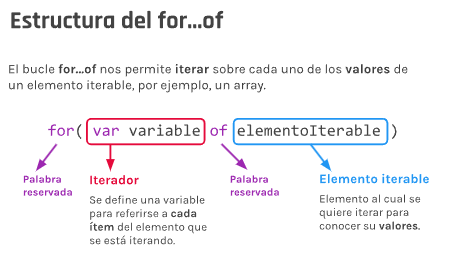 Estructura del for...of
El bucle for...of nos permite iterar sobre cada uno de los valores de
un elemento iterable, por ejemplo, un array.
for( var variable of elementoIterable )
Palabra
reservada
Iterador
Se define una variable
para referirse a cada
ítem del elemento que
se está iterando.
Palabra
reservada
Elemento iterable
Elemento al cual se
quiere iterar para
conocer su valores.